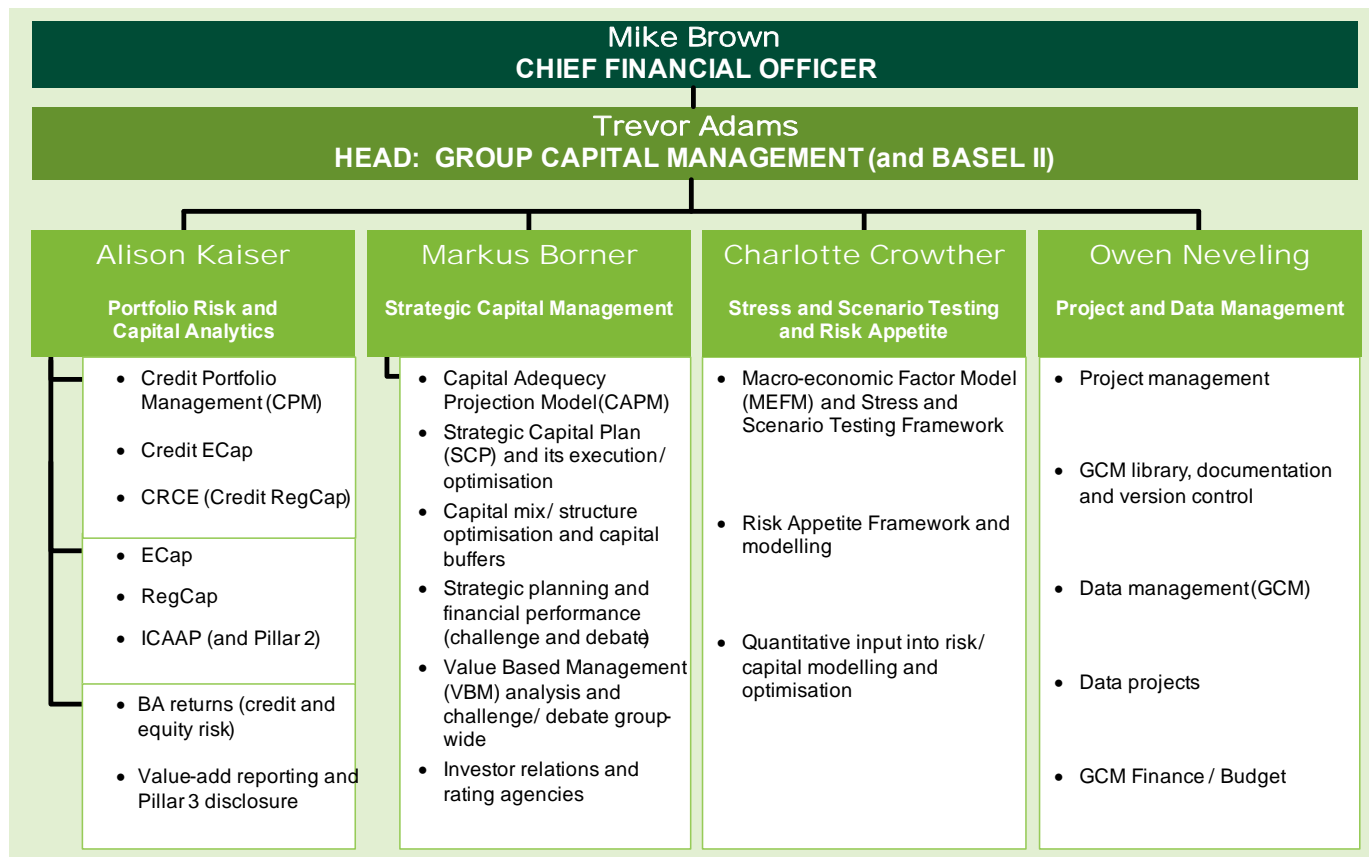 Mike Brown
CHIEF FINANCIAL OFFICER
Trevor Adams
HEAD: GROUP CAPITAL MANAGEMENT (and BASEL II)
Alison Kaiser
Portfolio Risk and
Capital Analytics
• Credit Portfolio
Management (CPM)
• Credit ECap
• CRCE (Credit RegCap)
• ECap
• RegCap
• ICAAP (and Pillar 2)
• BA returns (credit and
equity risk)
• Value-add reporting and
Pillar 3 disclosure
Markus Borner
Strategic Capital Management
• Capital Adequecy
Projection Model(CAPM)
• Strategic Capital Plan
(SCP) and its execution/
optimisation
• Capital mix/ structure
optimisation and capital
buffers
• Strategic planning and
financial performance
(challenge and debate)
• Value Based Management
(VBM) analysis and
challenge/ debate group-
wide
• Investor relations and
rating agencies
Charlotte Crowther
Stress and Scenario Testing
and Risk Appetite
• Macro-economic Factor Model
(MEFM) and Stress and
Scenario Testing Framework
• Risk Appetite Framework and
modelling
• Quantitative input into risk/
capital modelling and
optimisation
Owen Neveling
Project and Data Management
• Project management
• GCM library, documentation
and version control
• Data management (GCM)
• Data projects
• GCM Finance / Budget